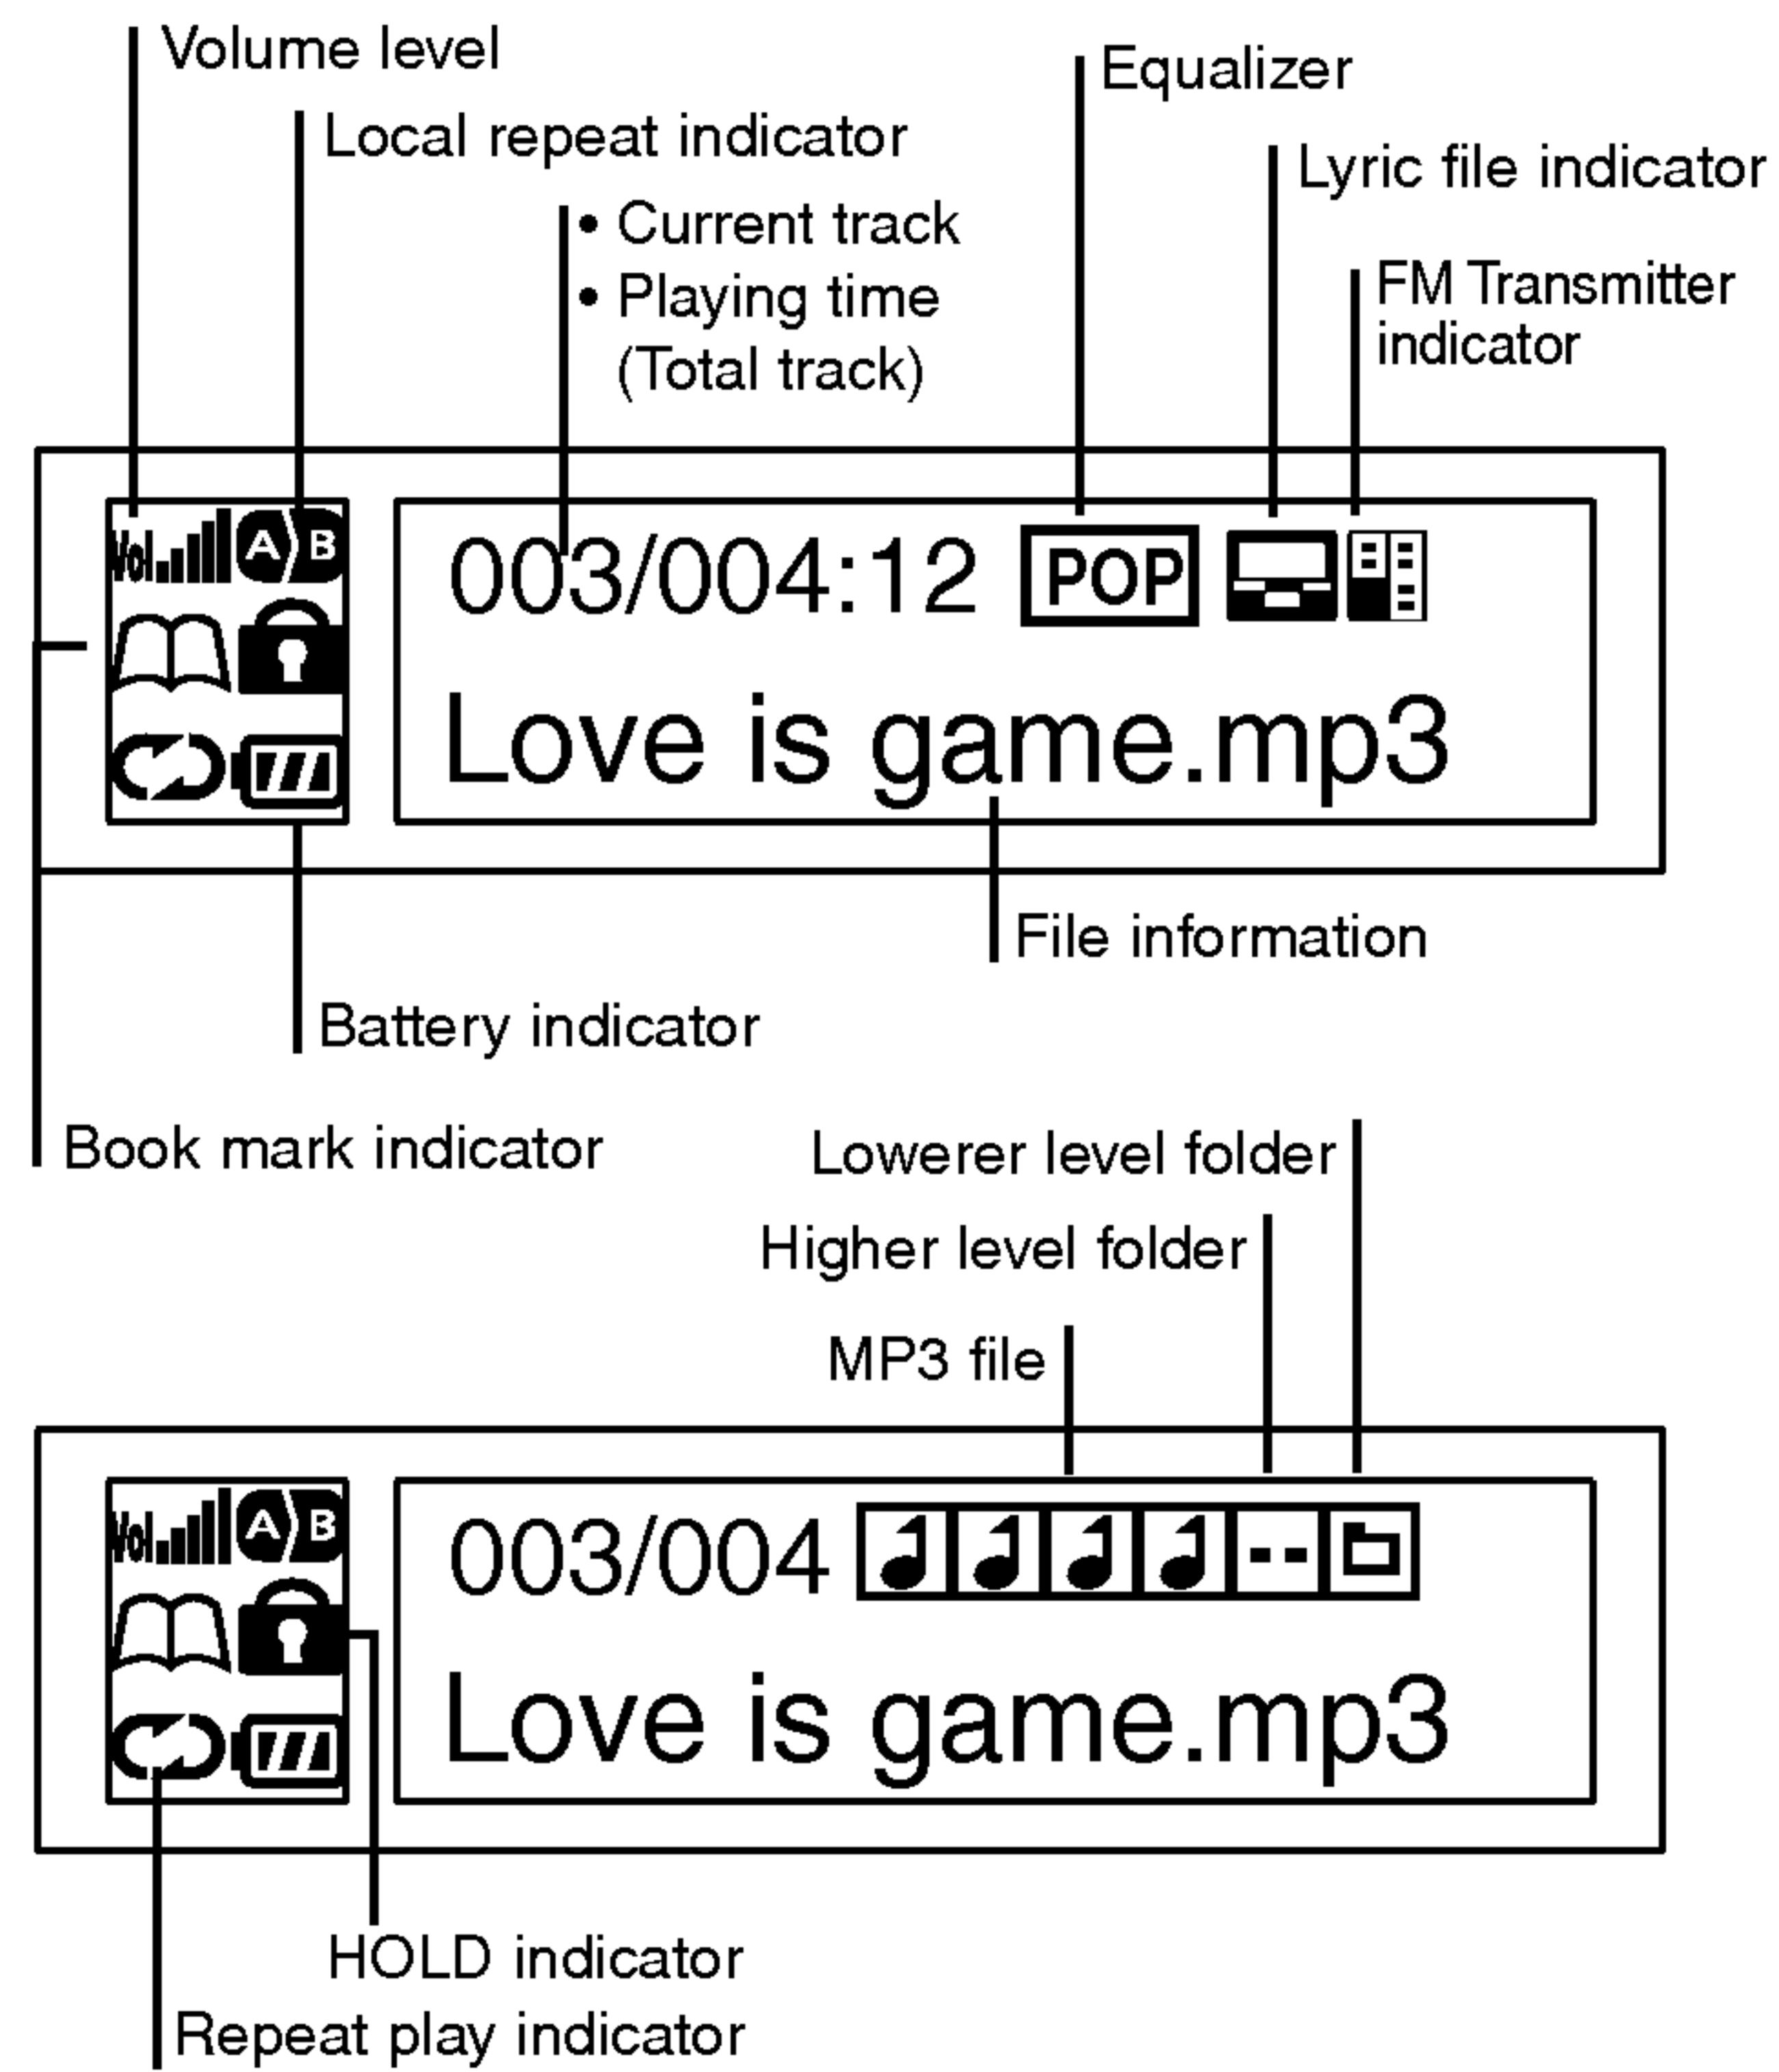 Volume level
Equalizer
Local repeat indicator
Lyric file indicator
• Current track
• Playing time
(Total track)
FM Transmitter
indicator
Vol A B
003/004:12 POP
Love is game.mp3
File information
Battery indicator
Book mark indicator
Lowerer level folder
Higher level folder
MP3 file
Vol A B
003/004 --
Love is game.mp3
HOLD indicator
Repeat play indicator